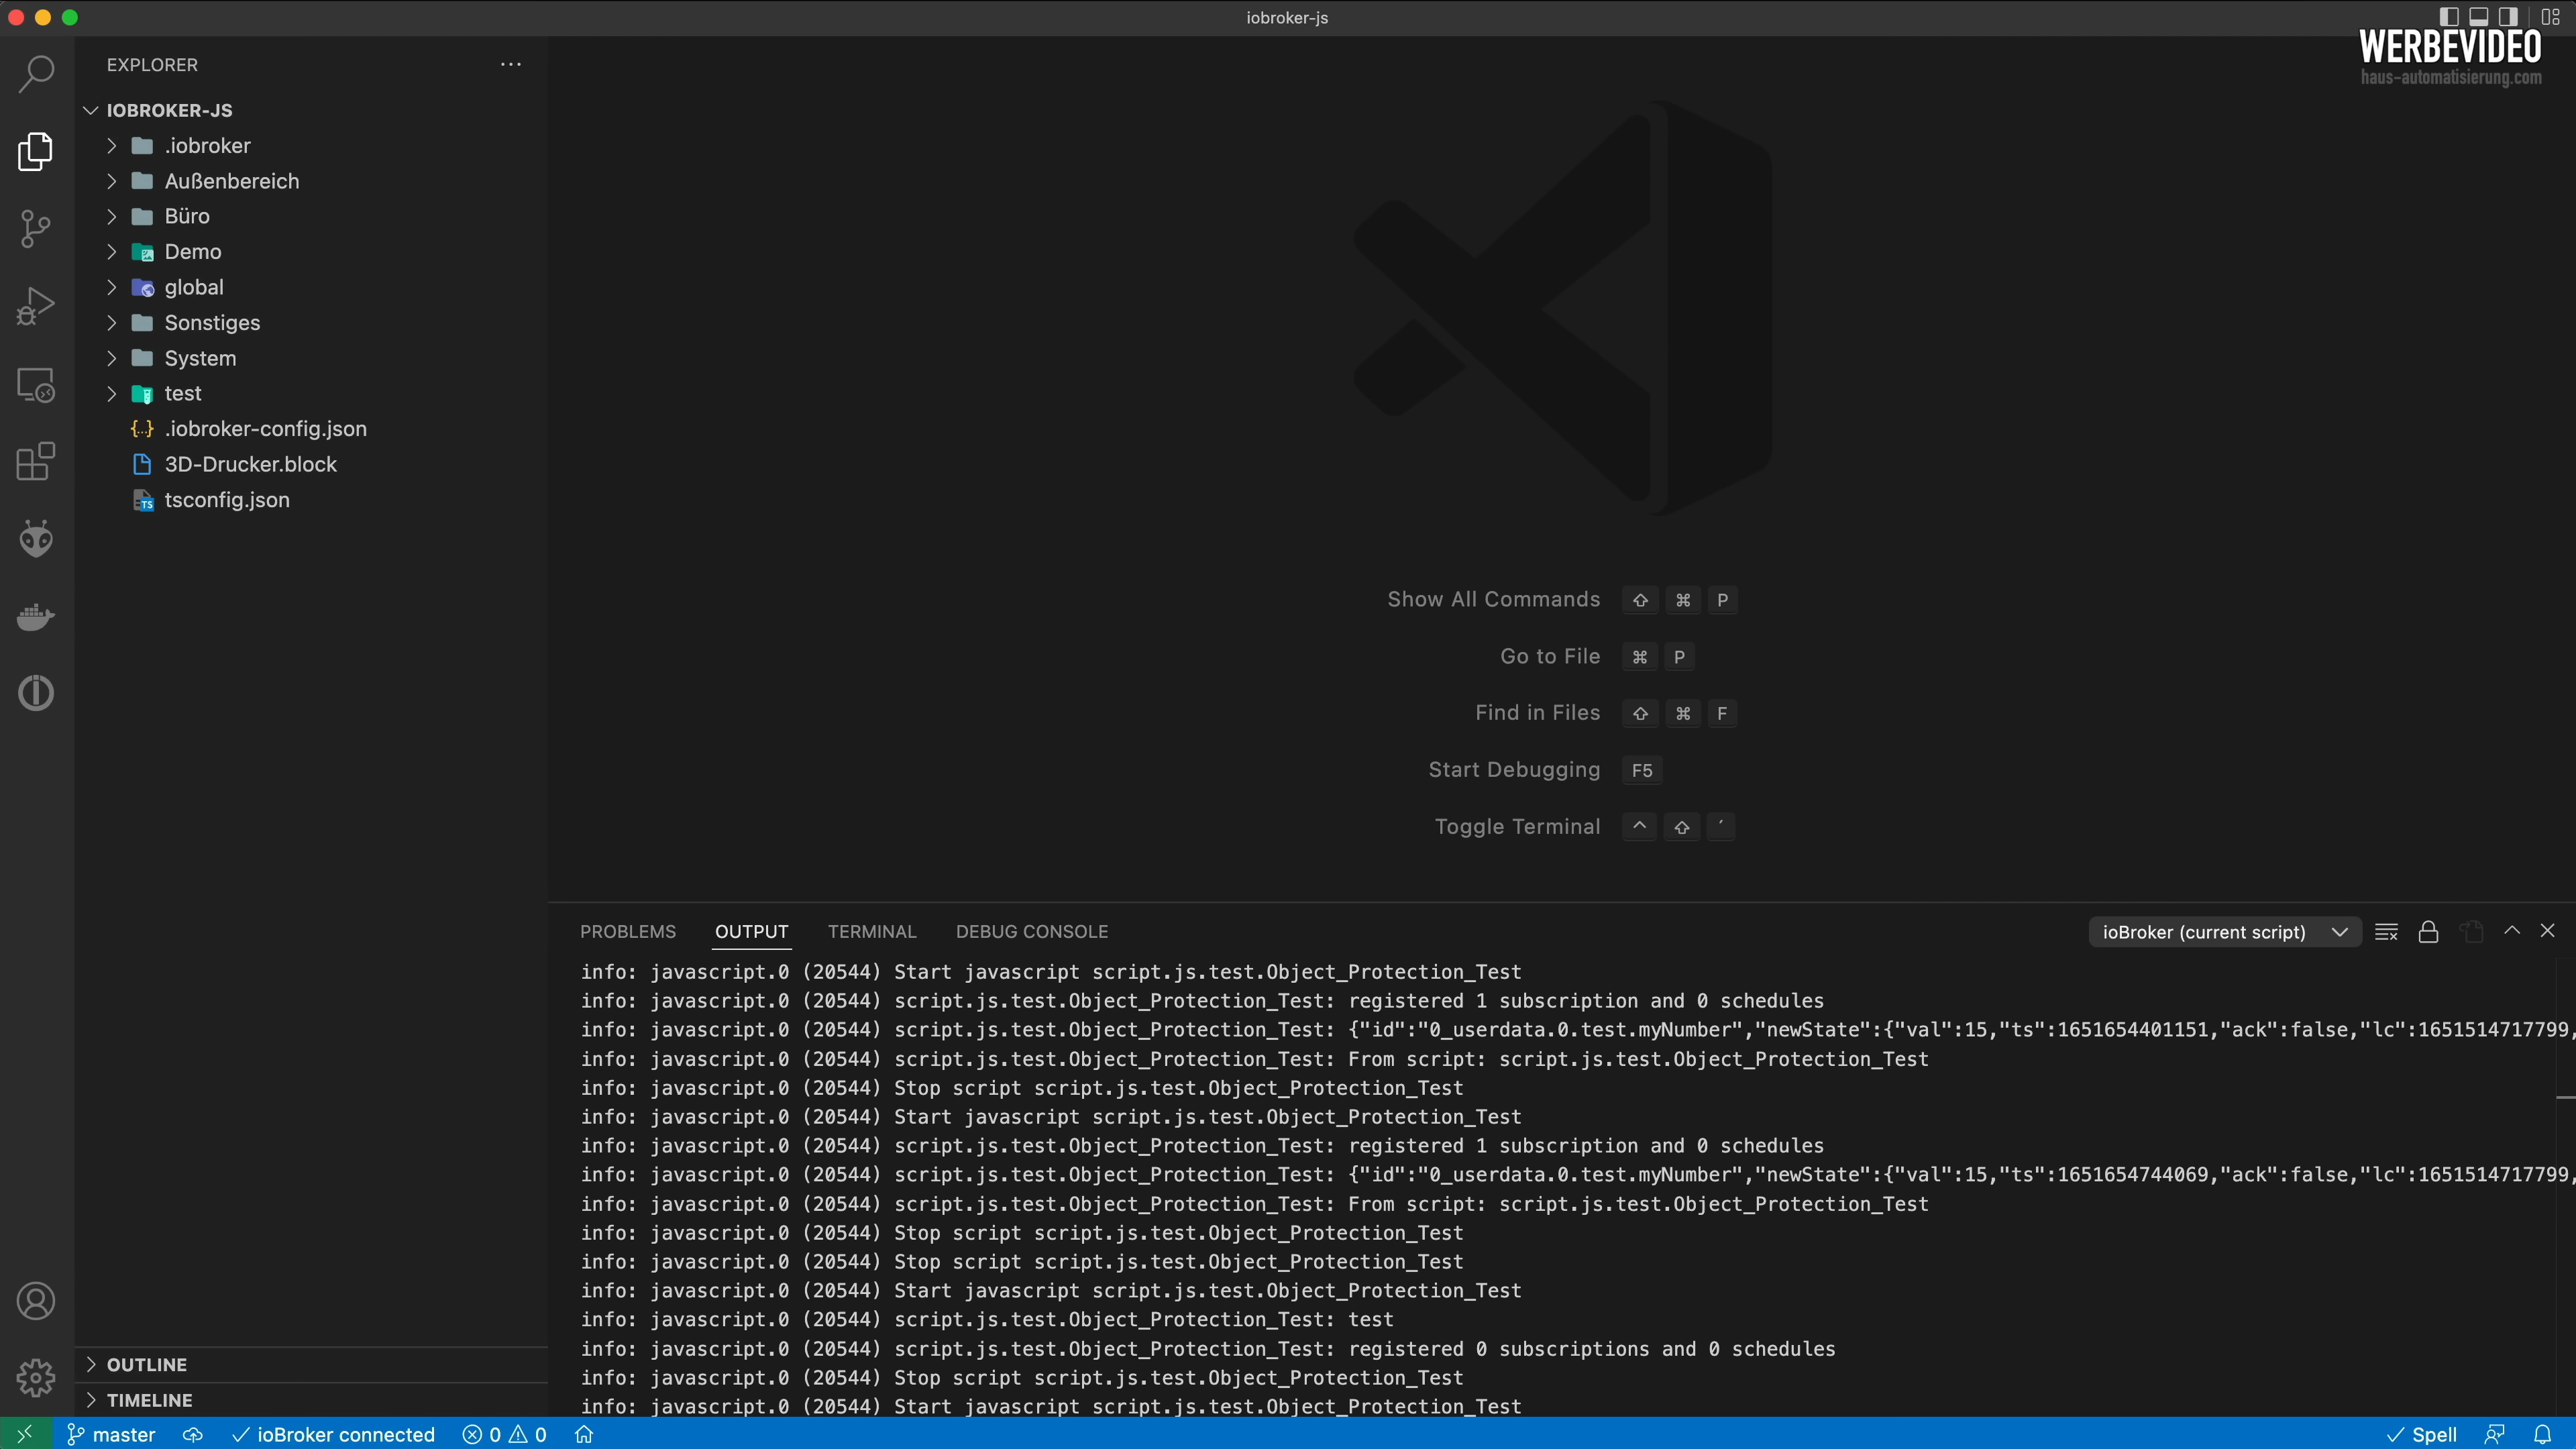 iobroker-js
WERBEVIDEO
haus-automatisierung.com
EXPLORER
IOBROKER-JS
.iobroker
Außenbereich
Büro
Demo
global
Sonstiges
System
test
.iobroker-config.json
3D-Drucker.block
tsconfig.json
Show All Commands ⇧ ⌘ P
Go to File ⌘ P
Find in Files ⇧ ⌘ F
Start Debugging F5
Toggle Terminal ^ ⇧ ´
PROBLEMS OUTPUT TERMINAL DEBUG CONSOLE ioBroker (current script)
info: javascript.0 (20544) Start javascript script.js.test.Object_Protection_Test
info: javascript.0 (20544) script.js.test.Object_Protection_Test: registered 1 subscription and 0 schedules
info: javascript.0 (20544) script.js.test.Object_Protection_Test: {"id":"0_userdata.0.test.myNumber","newState":{"val":15,"ts":1651654401151,"ack":false,"lc":1651514717799,
info: javascript.0 (20544) script.js.test.Object_Protection_Test: From script: script.js.test.Object_Protection_Test
info: javascript.0 (20544) Stop script script.js.test.Object_Protection_Test
info: javascript.0 (20544) Start javascript script.js.test.Object_Protection_Test
info: javascript.0 (20544) script.js.test.Object_Protection_Test: registered 1 subscription and 0 schedules
info: javascript.0 (20544) script.js.test.Object_Protection_Test: {"id":"0_userdata.0.test.myNumber","newState":{"val":15,"ts":1651654744069,"ack":false,"lc":1651514717799,
info: javascript.0 (20544) script.js.test.Object_Protection_Test: From script: script.js.test.Object_Protection_Test
info: javascript.0 (20544) Stop script script.js.test.Object_Protection_Test
info: javascript.0 (20544) Stop script script.js.test.Object_Protection_Test
info: javascript.0 (20544) Start javascript script.js.test.Object_Protection_Test
info: javascript.0 (20544) script.js.test.Object_Protection_Test: test
info: javascript.0 (20544) script.js.test.Object_Protection_Test: registered 0 subscriptions and 0 schedules
info: javascript.0 (20544) Stop script script.js.test.Object_Protection_Test
info: javascript.0 (20544) Start javascript script.js.test.Object_Protection_Test
OUTLINE
TIMELINE
master ioBroker connected 0 0 Spell